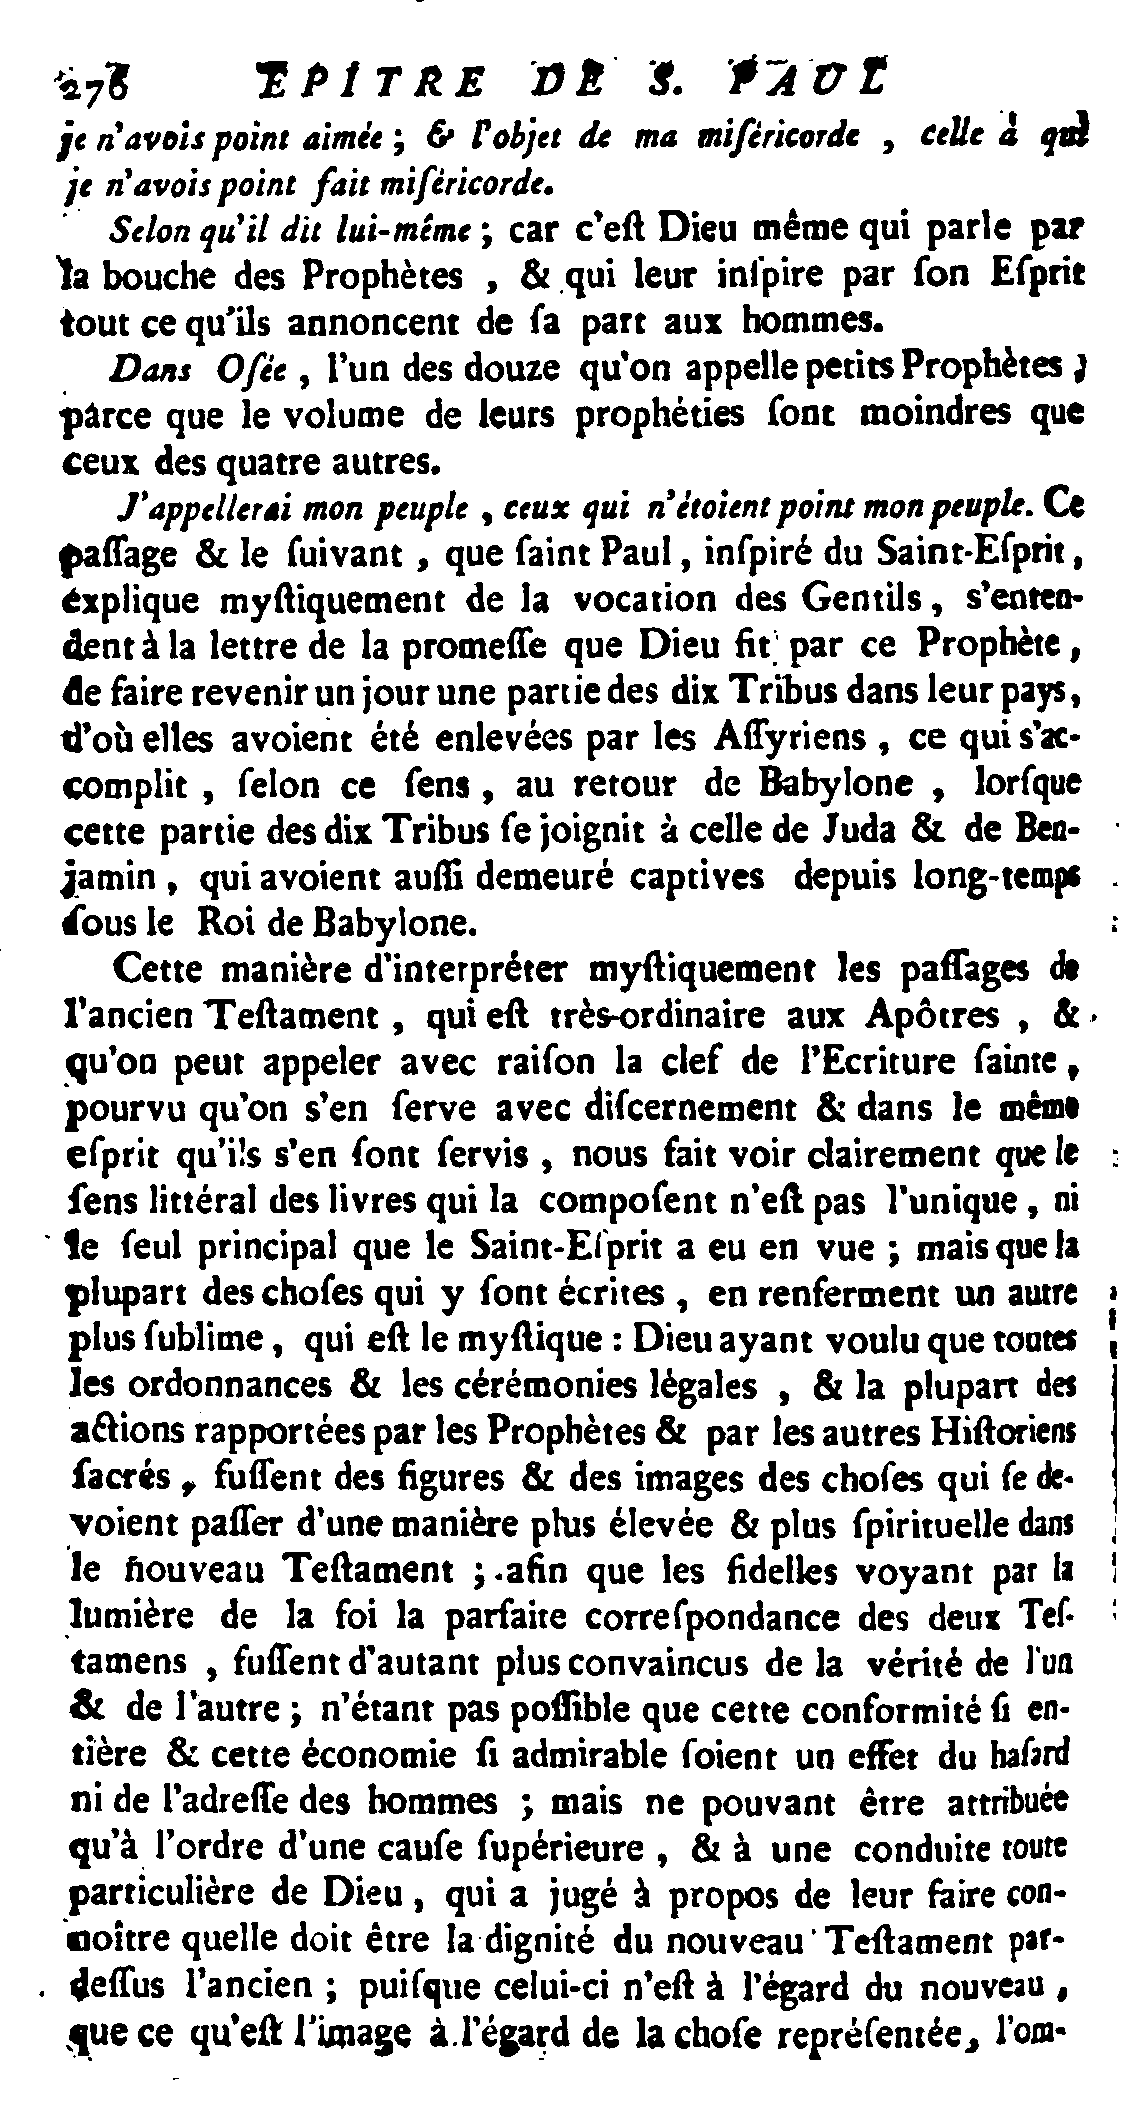 276 EPITRE DE S. PAUL
je n'avois point aimée ; & l'objet de ma miſéricorde , celle à qui
je n'avois point fait miſéricorde.
Selon qu'il dit lui-même ; car c'eſt Dieu même qui parle par
la bouche des Prophètes , & qui leur inſpire par ſon Eſprit
tout ce qu'ils annoncent de ſa part aux hommes.
Dans Oſée , l'un des douze qu'on appelle petits Prophètes ;
parce que le volume de leurs prophéties ſont moindres que
ceux des quatre autres.
J'appellerai mon peuple , ceux qui n'étoient point mon peuple. Ce
paſſage & le ſuivant , que ſaint Paul , inſpiré du Saint-Eſprit ,
explique myſtiquement de la vocation des Gentils , s'enten-
dent à la lettre de la promeſſe que Dieu fit par ce Prophète ,
de faire revenir un jour une partie des dix Tribus dans leur pays,
d'où elles avoient été enlevées par les Aſſyriens , ce qui s'ac-
complit , ſelon ce ſens , au retour de Babylone , lorſque
cette partie des dix Tribus ſe joignit à celle de Juda & de Ben-
jamin , qui avoient auſſi demeuré captives depuis long-temps
ſous le Roi de Babylone.
Cette manière d'interpréter myſtiquement les paſſages de
l'ancien Teſtament , qui eſt très-ordinaire aux Apôtres , &
qu'on peut appeler avec raiſon la clef de l'Ecriture ſainte ,
pourvu qu'on s'en ſerve avec diſcernement & dans le même
eſprit qu'ils s'en ſont ſervis , nous fait voir clairement que le
ſens littéral des livres qui la compoſent n'eſt pas l'unique , ni
le ſeul principal que le Saint-Eſprit a eu en vue ; mais que la
plupart des choſes qui y ſont écrites , en renferment un autre
plus ſublime , qui eſt le myſtique : Dieu ayant voulu que toutes
les ordonnances & les cérémonies légales , & la plupart des
actions rapportées par les Prophètes & par les autres Hiſtoriens
ſacrés , fuſſent des figures & des images des choſes qui ſe de-
voient paſſer d'une manière plus élevée & plus ſpirituelle dans
le nouveau Teſtament ; afin que les fidelles voyant par la
lumière de la foi la parfaite correſpondance des deux Teſ-
tamens , fuſſent d'autant plus convaincus de la vérité de l'un
& de l'autre ; n'étant pas poſſible que cette conformité ſi en-
tière & cette économie ſi admirable ſoient un effet du haſard
ni de l'adreſſe des hommes ; mais ne pouvant être attribuée
qu'à l'ordre d'une cauſe ſupérieure , & à une conduite toute
particulière de Dieu , qui a jugé à propos de leur faire con-
noître quelle doit être la dignité du nouveau Teſtament par-
deſſus l'ancien ; puiſque celui-ci n'eſt à l'égard du nouveau ,
que ce qu'eſt l'image à l'égard de la choſe repréſentée, l'om-